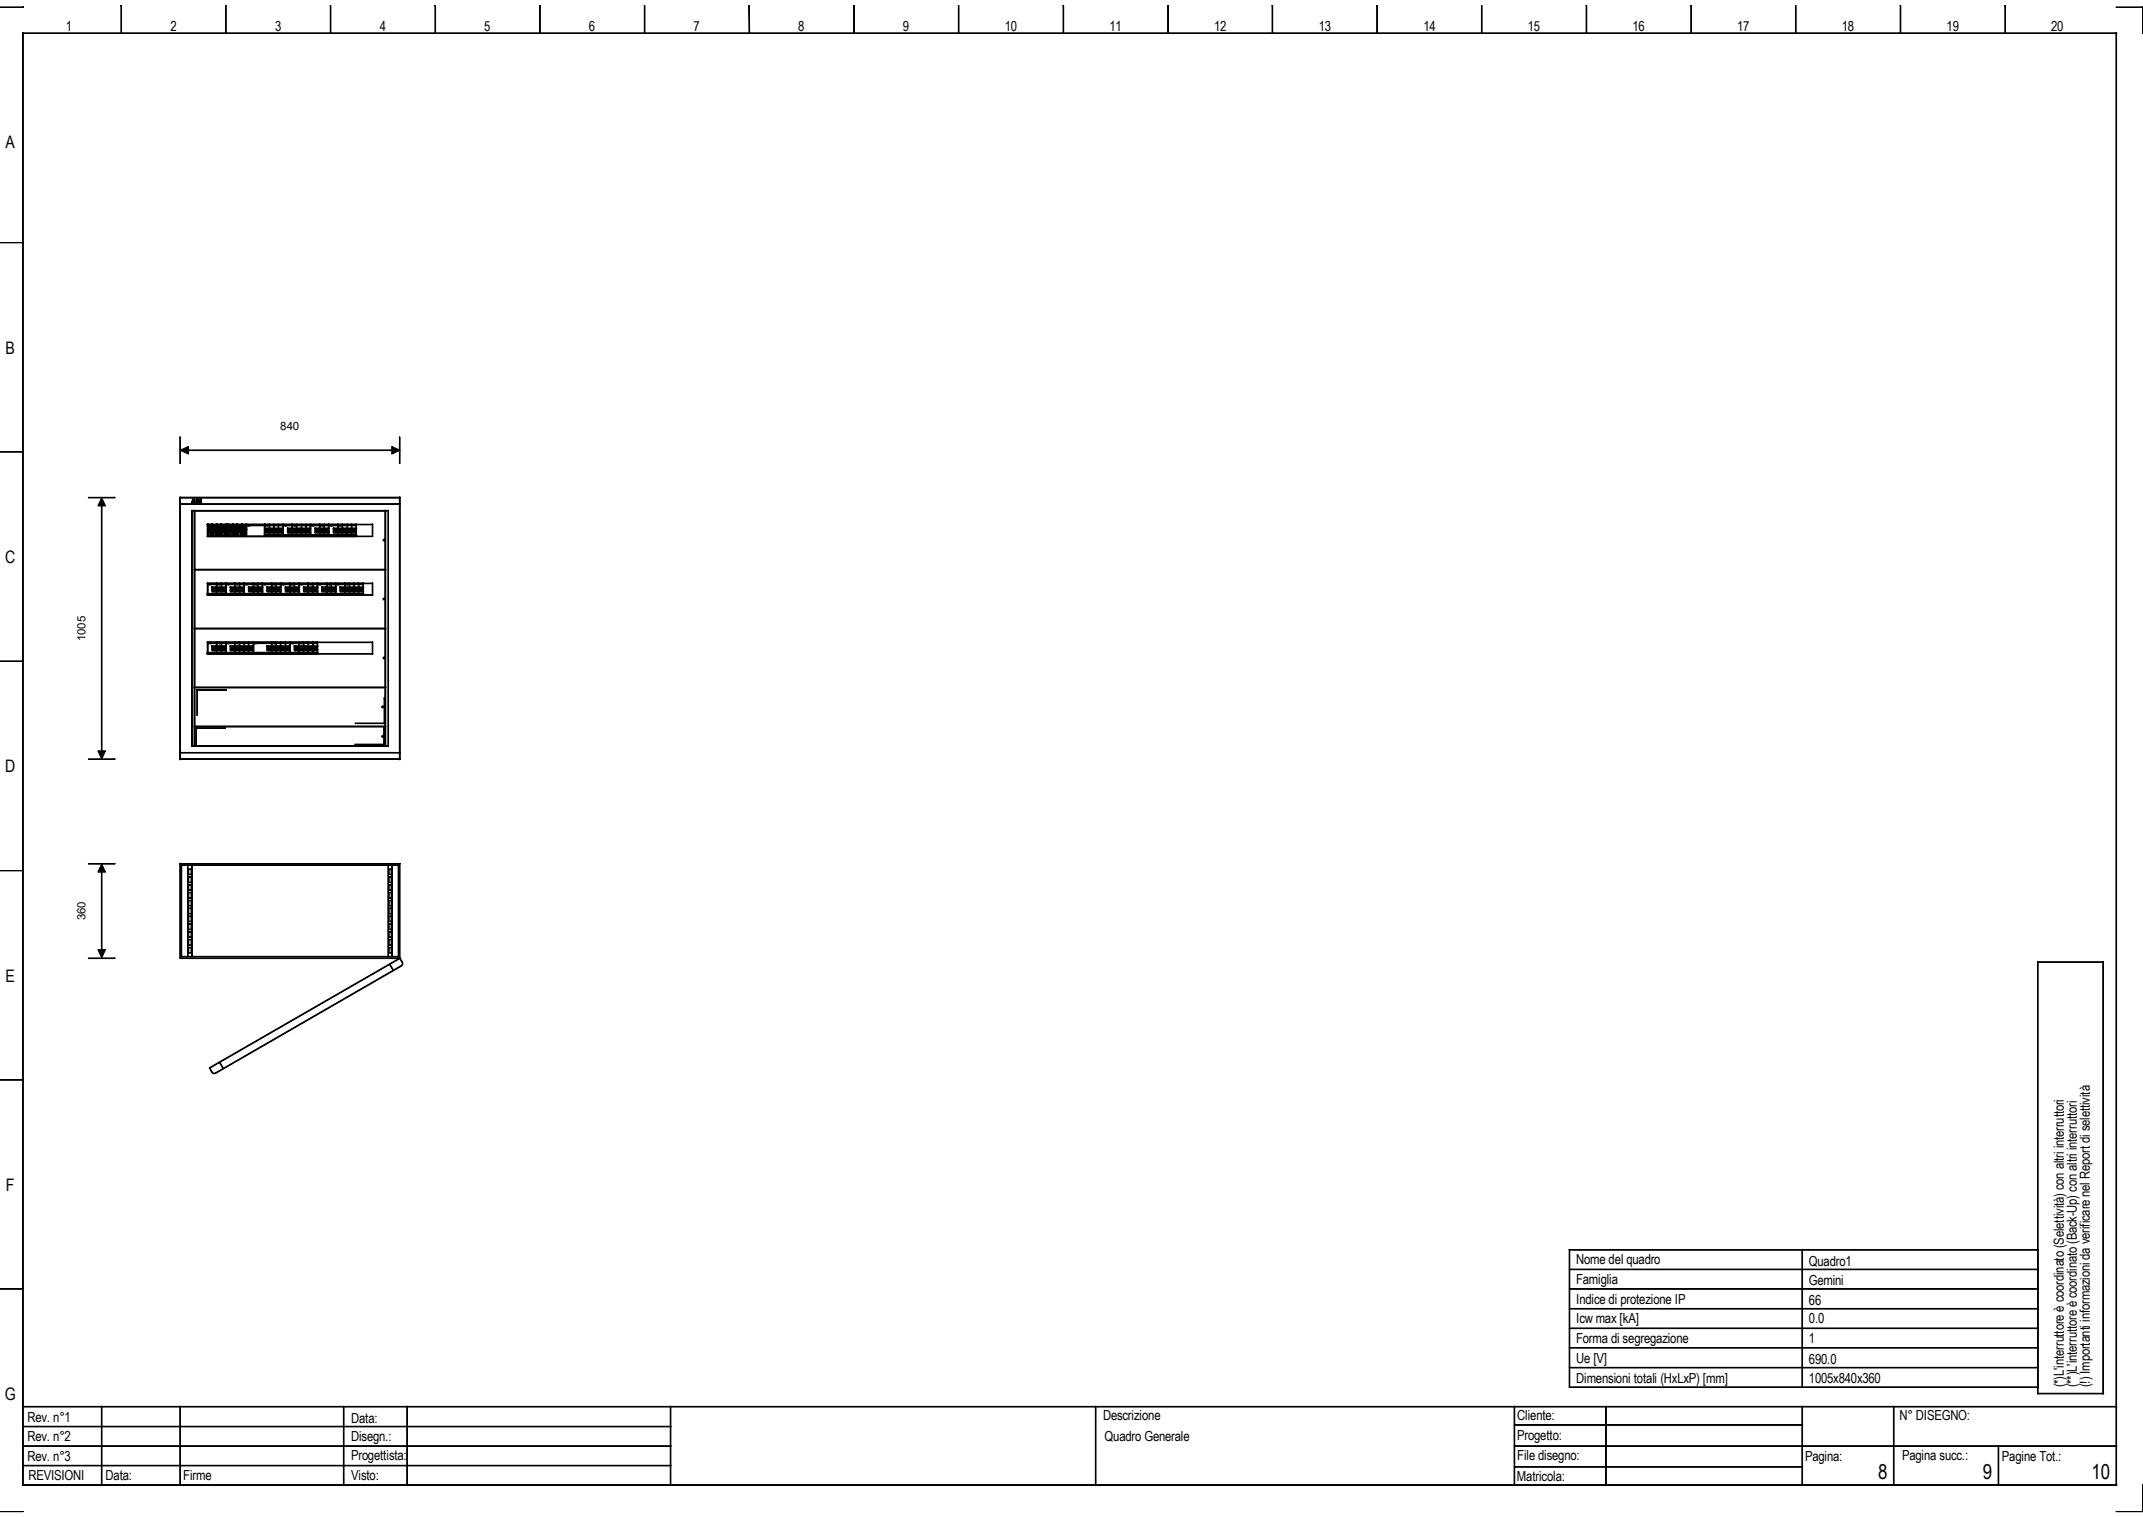 1 2 3 4 5 6 7 8 9 10 11 12 13 14 15 16 17 18 19 20
A
B
C
D
E
F
G
840
1005
360
(*)L'interruttore è coordinato (Selettività) con altri interruttori
(**)L'interruttore è coordinato (Back-Up) con altri interruttori
(!) Importanti informazioni da verificare nel Report di selettività
Nome del quadro Quadro1
Famiglia Gemini
Indice di protezione IP 66
Icw max [kA] 0.0
Forma di segregazione 1
Ue [V] 690.0
Dimensioni totali (HxLxP) [mm] 1005x840x360
Rev. n°1 Data:
Rev. n°2 Disegn.:
Rev. n°3 Progettista:
REVISIONI Data: Firme Visto:
Descrizione
Quadro Generale
Cliente:
Progetto:
File disegno:
Matricola:
N° DISEGNO:
Pagina: 8
Pagina succ.: 9
Pagine Tot.: 10